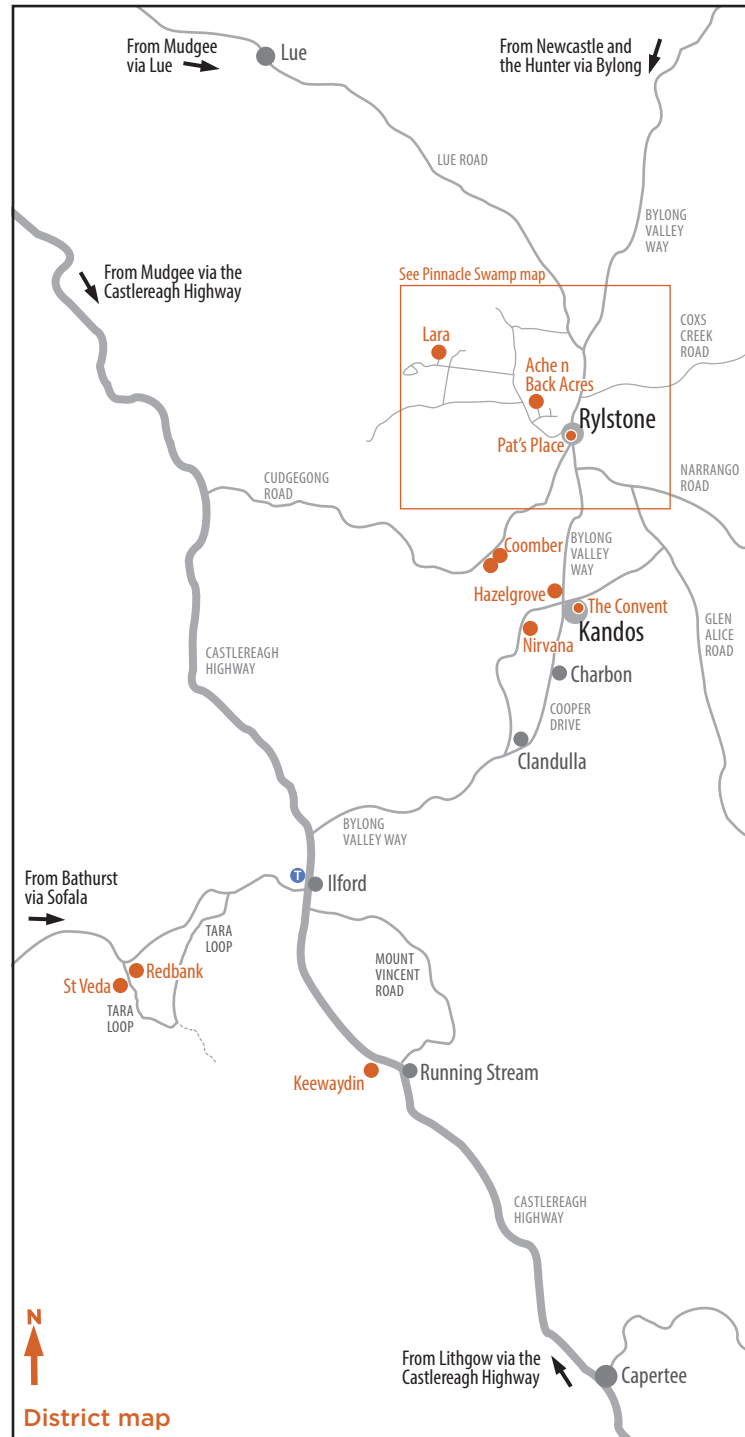 From Mudgee
via Lue
Lue
From Newcastle and
the Hunter via Bylong
LUE ROAD
BYLONG
VALLEY
WAY
From Mudgee via the
Castlereagh Highway
See Pinnacle Swamp map
COXS
CREEK
ROAD
Lara
Ache n
Back Acres
Rylstone
Pat's Place
CUDGEGONG
ROAD
NARRANGO
ROAD
BYLONG
VALLEY
WAY
Coomber
Hazelgrove
The Convent
Kandos
Nirvana
GLEN
ALICE
ROAD
CASTLEREAGH
HIGHWAY
Charbon
COOPER
DRIVE
Clandulla
BYLONG
VALLEY WAY
From Bathurst
via Sofala
T
Ilford
TARA
LOOP
MOUNT
VINCENT
ROAD
Redbank
St Veda
TARA
LOOP
Keewaydin
Running Stream
CASTLEREAGH
HIGHWAY
N
From Lithgow via the
Castlereagh Highway
Capertee
District map